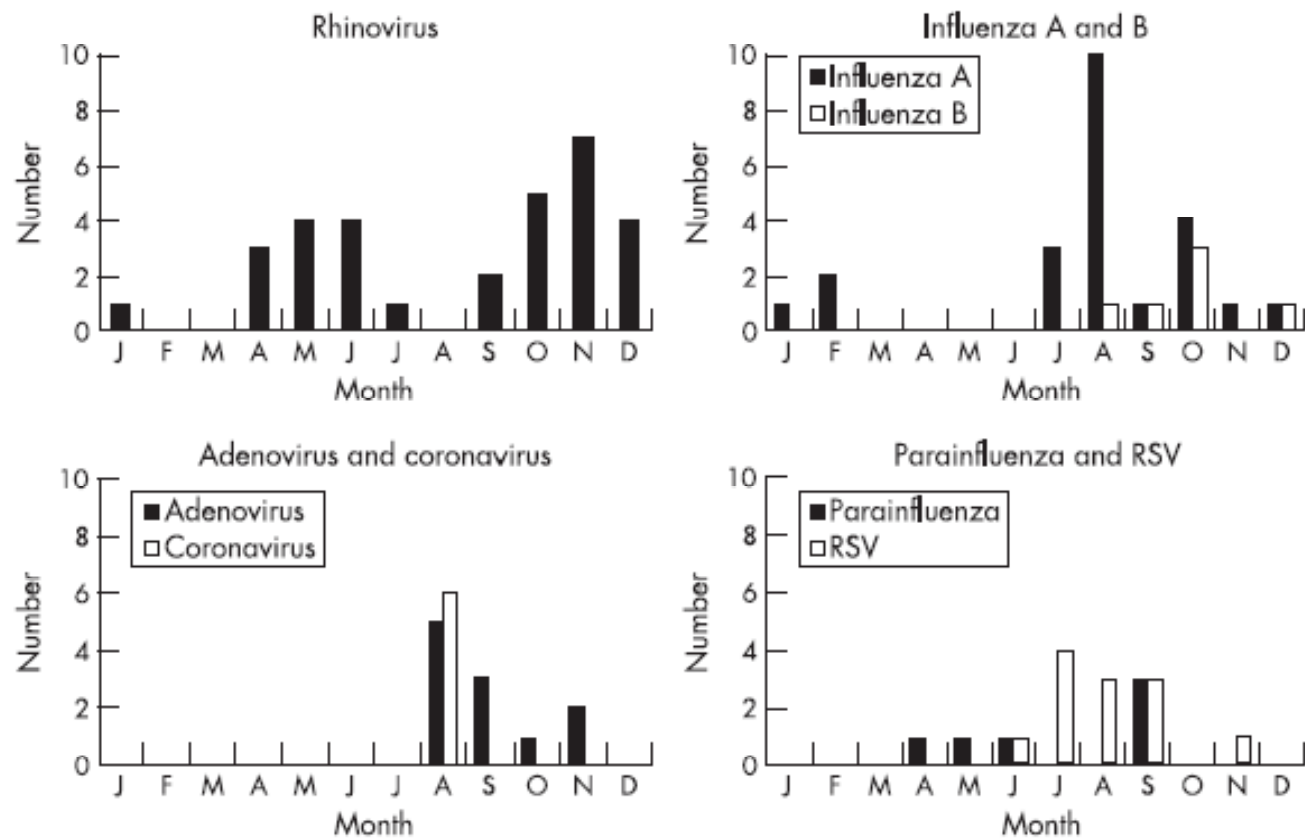 Rhinovirus
10
8
6
4
2
0
Number
J F M A M J J A S O N D
Month
Influenza A and B
Influenza A
Influenza B
10
8
6
4
2
0
Number
J F M A M J J A S O N D
Month
Adenovirus and coronavirus
Adenovirus
Coronavirus
10
8
6
4
2
0
Number
J F M A M J J A S O N D
Month
Parainfluenza and RSV
Parainfluenza
RSV
10
8
6
4
2
0
Number
J F M A M J J A S O N D
Month